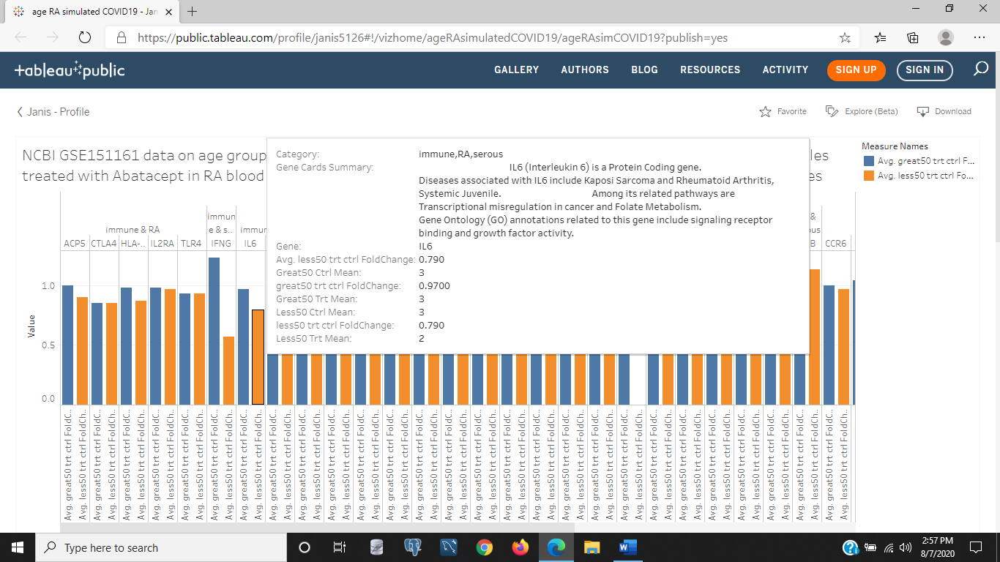 age RA simulated COVID19 - Jan
https://public.tableau.com/profile/janis5126#!/vizhome/ageRAsimulatedCOVID19/ageRAsimCOVID19?publish=yes
+ableau public
GALLERY AUTHORS BLOG RESOURCES ACTIVITY SIGN UP SIGN IN
Janis - Profile
Favorite Explore (Beta) Download
NCBI GSE151161 data on age group les
treated with Abatacept in RA blood es
Measure Names
Avg. great50 trt ctrl F...
Avg. less50 trt ctrl Fo...
Category: immune,RA,serous
Gene Cards Summary: IL6 (Interleukin 6) is a Protein Coding gene.
Diseases associated with IL6 include Kaposi Sarcoma and Rheumatoid Arthritis,
Systemic Juvenile. Among its related pathways are
Transcriptional misregulation in cancer and Folate Metabolism.
Gene Ontology (GO) annotations related to this gene include signaling receptor
binding and growth factor activity.
Gene: IL6
Avg. less50 trt ctrl FoldChange: 0.790
Great50 Ctrl Mean: 3
great50 trt ctrl FoldChange: 0.9700
Great50 Trt Mean: 3
Less50 Ctrl Mean: 3
less50 trt ctrl FoldChange: 0.790
Less50 Trt Mean: 2
immune & RA
immun
e & s..
immur
&
ous
ACP5 CTLA4 HLA-.. IL2RA TLR4 IFNG IL6 B CCR6
Value
1.0
0.5
0.0
Avg. great50 trt ctrl FoldC..
Avg. less50 trt ctrl FoldCh..
Avg. great50 trt ctrl FoldC..
Avg. less50 trt ctrl FoldCh..
Avg. great50 trt ctrl FoldC..
Avg. less50 trt ctrl FoldCh..
Avg. great50 trt ctrl FoldC..
Avg. less50 trt ctrl FoldCh..
Avg. great50 trt ctrl FoldC..
Avg. less50 trt ctrl FoldCh..
Avg. great50 trt ctrl FoldC..
Avg. less50 trt ctrl FoldCh..
Avg. great50 trt ctrl FoldC..
Avg. less50 trt ctrl FoldCh..
Avg. great50 trt ctrl FoldC..
Avg. less50 trt ctrl FoldCh..
Avg. great50 trt ctrl FoldC..
Avg. less50 trt ctrl FoldCh..
Avg. great50 trt ctrl FoldC..
Avg. less50 trt ctrl FoldCh..
Avg. great50 trt ctrl FoldC..
Avg. less50 trt ctrl FoldCh..
Avg. great50 trt ctrl FoldC..
Avg. less50 trt ctrl FoldCh..
Avg. great50 trt ctrl FoldC..
Avg. less50 trt ctrl FoldCh..
Avg. great50 trt ctrl FoldC..
Avg. less50 trt ctrl FoldCh..
Avg. great50 trt ctrl FoldC..
Avg. less50 trt ctrl FoldCh..
Avg. great50 trt ctrl FoldC..
Avg. less50 trt ctrl FoldCh..
Avg. great50 trt ctrl FoldC..
Avg. less50 trt ctrl FoldCh..
Avg. great50 trt ctrl FoldC..
Avg. less50 trt ctrl FoldCh..
Avg. great50 trt ctrl FoldC..
Avg. less50 trt ctrl FoldCh..
Avg. great50 trt ctrl FoldC..
Avg. less50 trt ctrl FoldCh..
Avg. great50 trt ctrl FoldC..
Avg. less50 trt ctrl FoldCh..
Avg. great50 trt ctrl FoldC..
Avg. less50 trt ctrl FoldCh..
Avg. great50 trt ctrl FoldC..
Avg. less50 trt ctrl FoldCh..
Avg. great50 trt ctrl FoldC..
Avg. less50 trt ctrl FoldCh..
Avg. great50 trt ctrl FoldC..
Avg. less50 trt ctrl FoldCh..
Avg. great50 trt ctrl FoldC..
Avg. less50 trt ctrl FoldCh..
Avg. great50 trt ctrl FoldC..
Avg. less50 trt ctrl FoldCh..
Type here to search
2:57 PM
8/7/2020